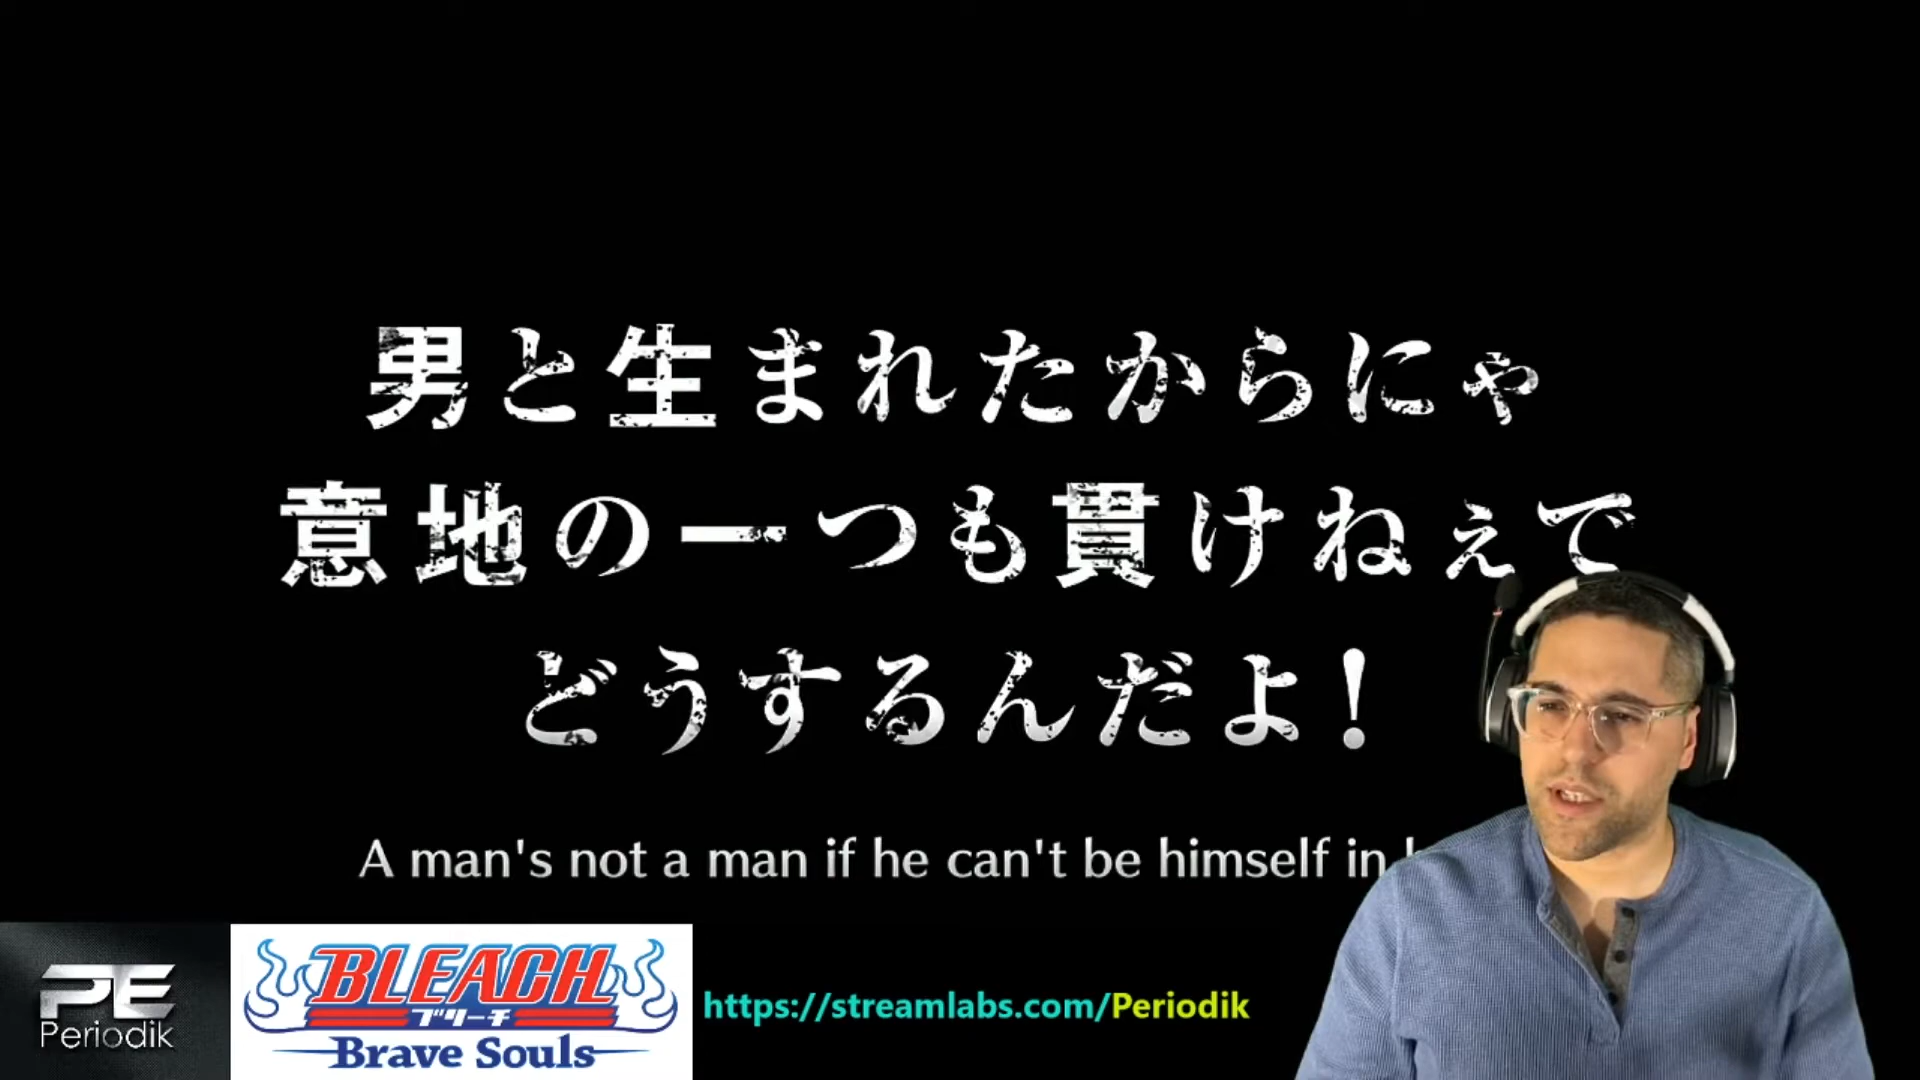 男と生まれたからにゃ
意地の一つも貫けねぇで
どうするんだよ！
A man's not a man if he can't be himself in
PE
Periodik
BLEACH
ブリーチ
Brave Souls
https://streamlabs.com/Periodik